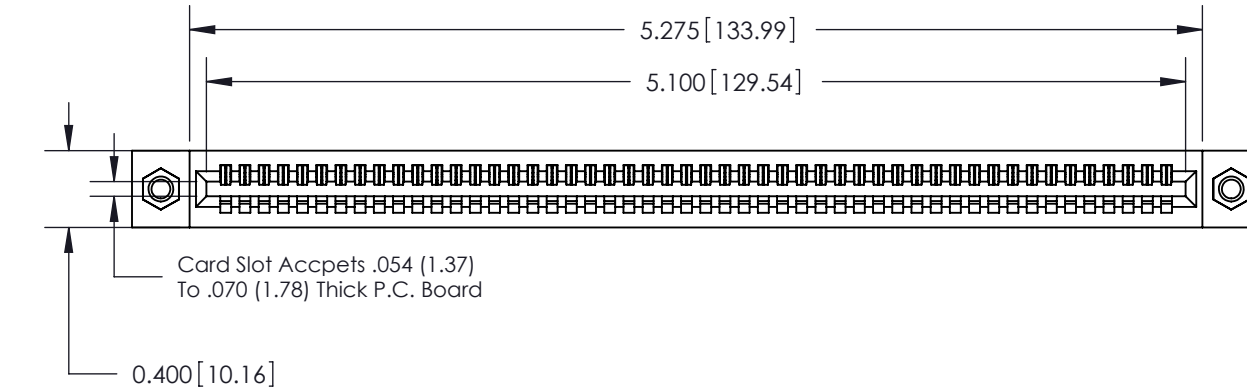 5.275[133.99]
5.100[129.54]
Card Slot Accpets .054 (1.37)
To .070 (1.78) Thick P.C. Board
0.400[10.16]